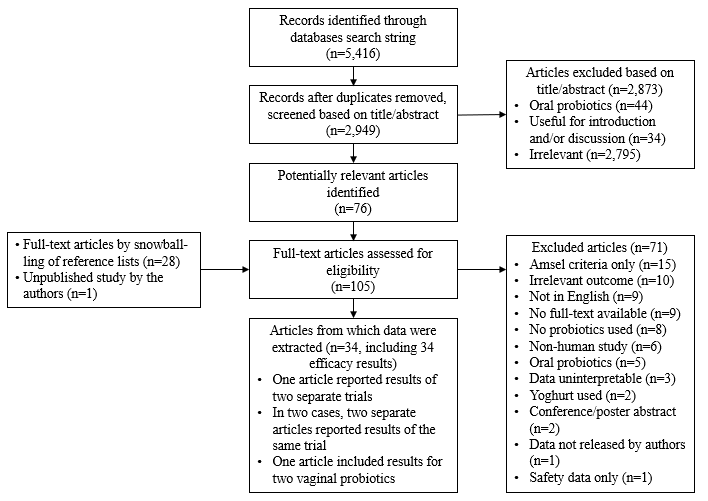 Records identified through
databases search string
(n=5,416)
Records after duplicates removed,
screened based on title/abstract
(n=2,949)
Articles excluded based on
title/abstract (n=2,873)
• Oral probiotics (n=44)
• Useful for introduction
and/or discussion (n=34)
• Irrelevant (n=2,795)
Potentially relevant articles
identified
(n=76)
• Full-text articles by snowball-
ling of reference lists (n=28)
• Unpublished study by the
authors (n=1)
Full-text articles assessed for
eligibility
(n=105)
Excluded articles (n=71)
• Amsel criteria only (n=15)
• Irrelevant outcome (n=10)
• Not in English (n=9)
• No full-text available (n=9)
• No probiotics used (n=8)
• Non-human study (n=6)
• Oral probiotics (n=5)
• Data uninterpretable (n=3)
• Yoghurt used (n=2)
• Conference/poster abstract
(n=2)
• Data not released by authors
(n=1)
• Safety data only (n=1)
Articles from which data were
extracted (n=34, including 34
efficacy results)
• One article reported results of
two separate trials
• In two cases, two separate
articles reported results of the
same trial
• One article included results for
two vaginal probiotics